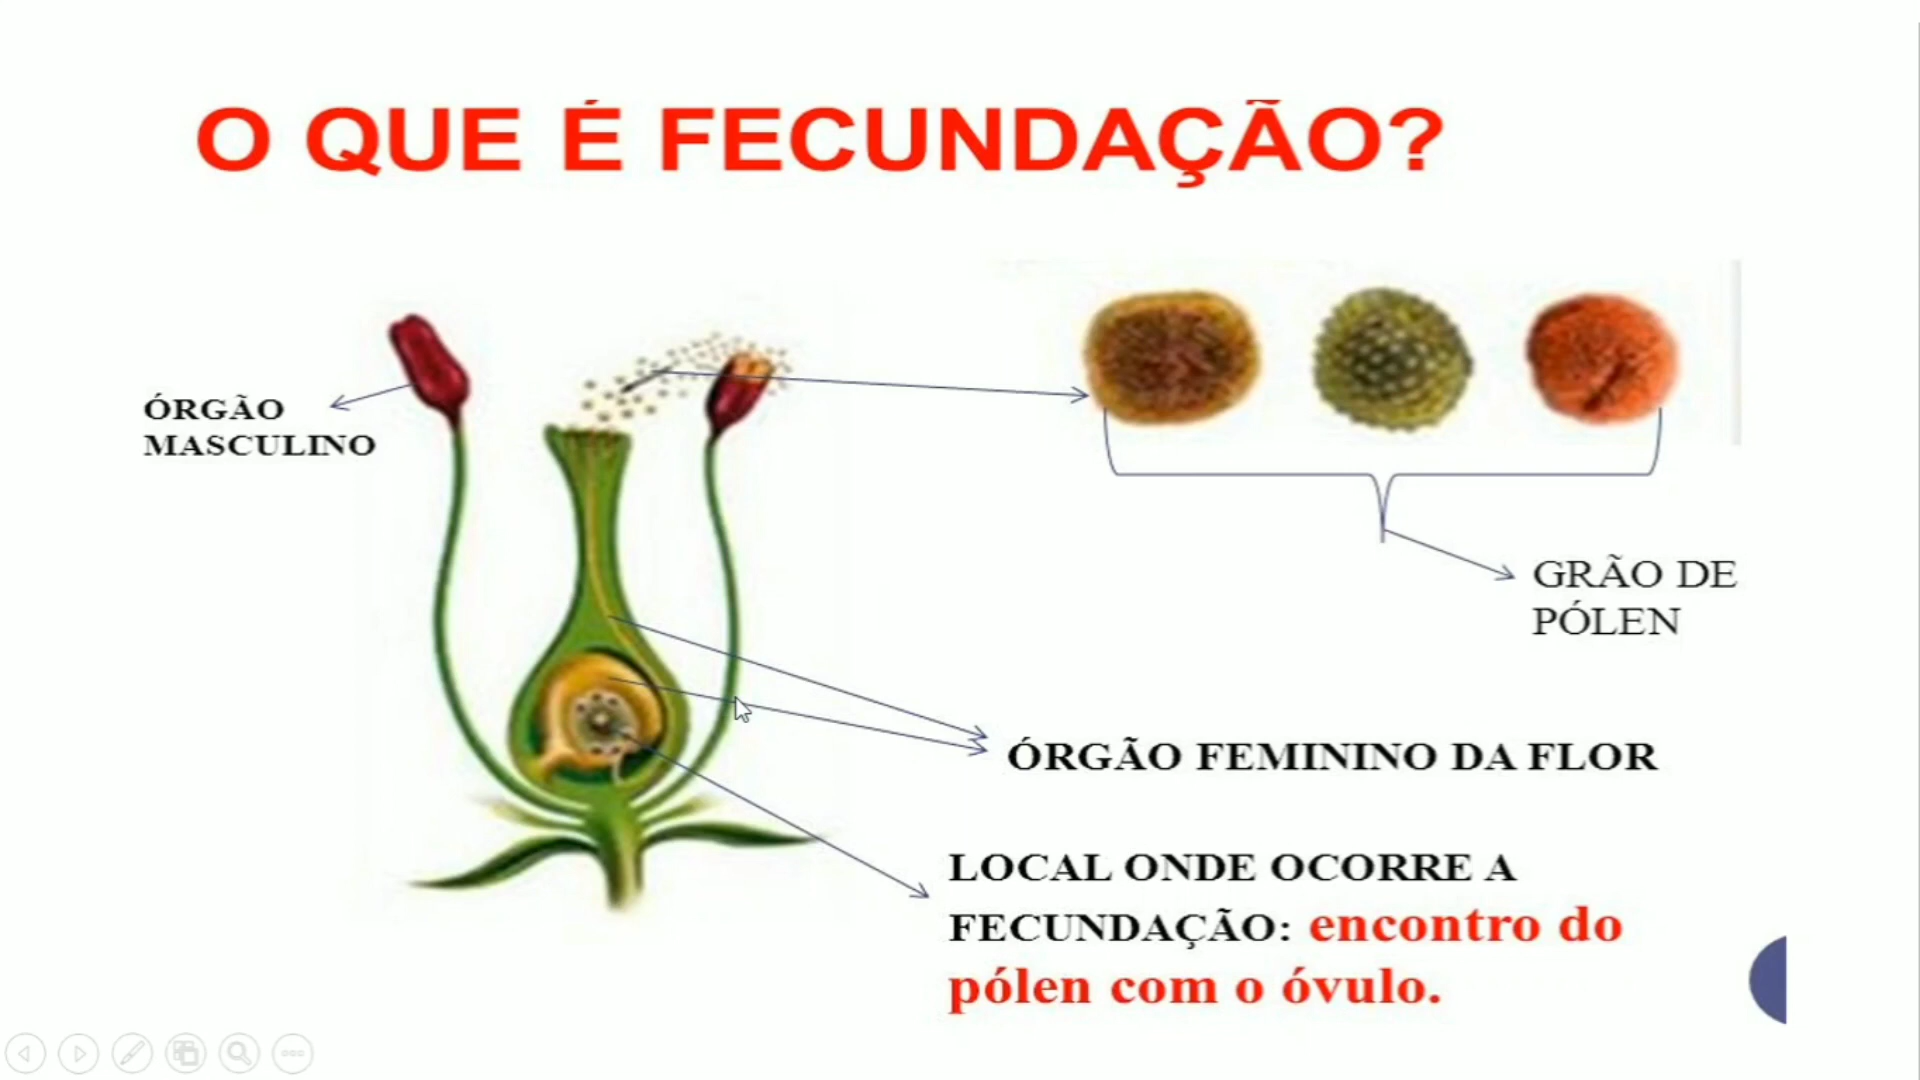 O QUE É FECUNDAÇÃO?
ÓRGÃO
MASCULINO
GRÃO DE
PÓLEN
ÓRGÃO FEMININO DA FLOR
LOCAL ONDE OCORRE A
FECUNDAÇÃO: encontro do
pólen com o óvulo.